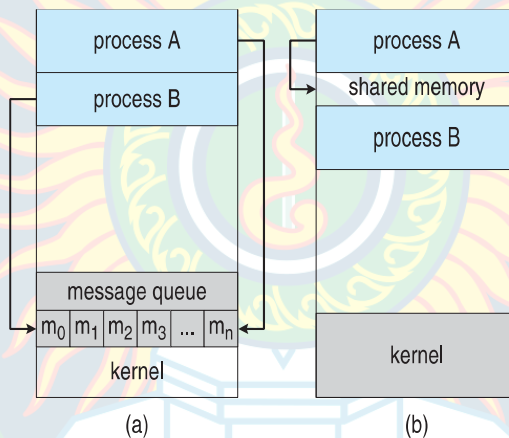 process A
process B
message queue
m0 m1 m2 m3 ... mn
kernel
(a)
process A
shared memory
process B
kernel
(b)